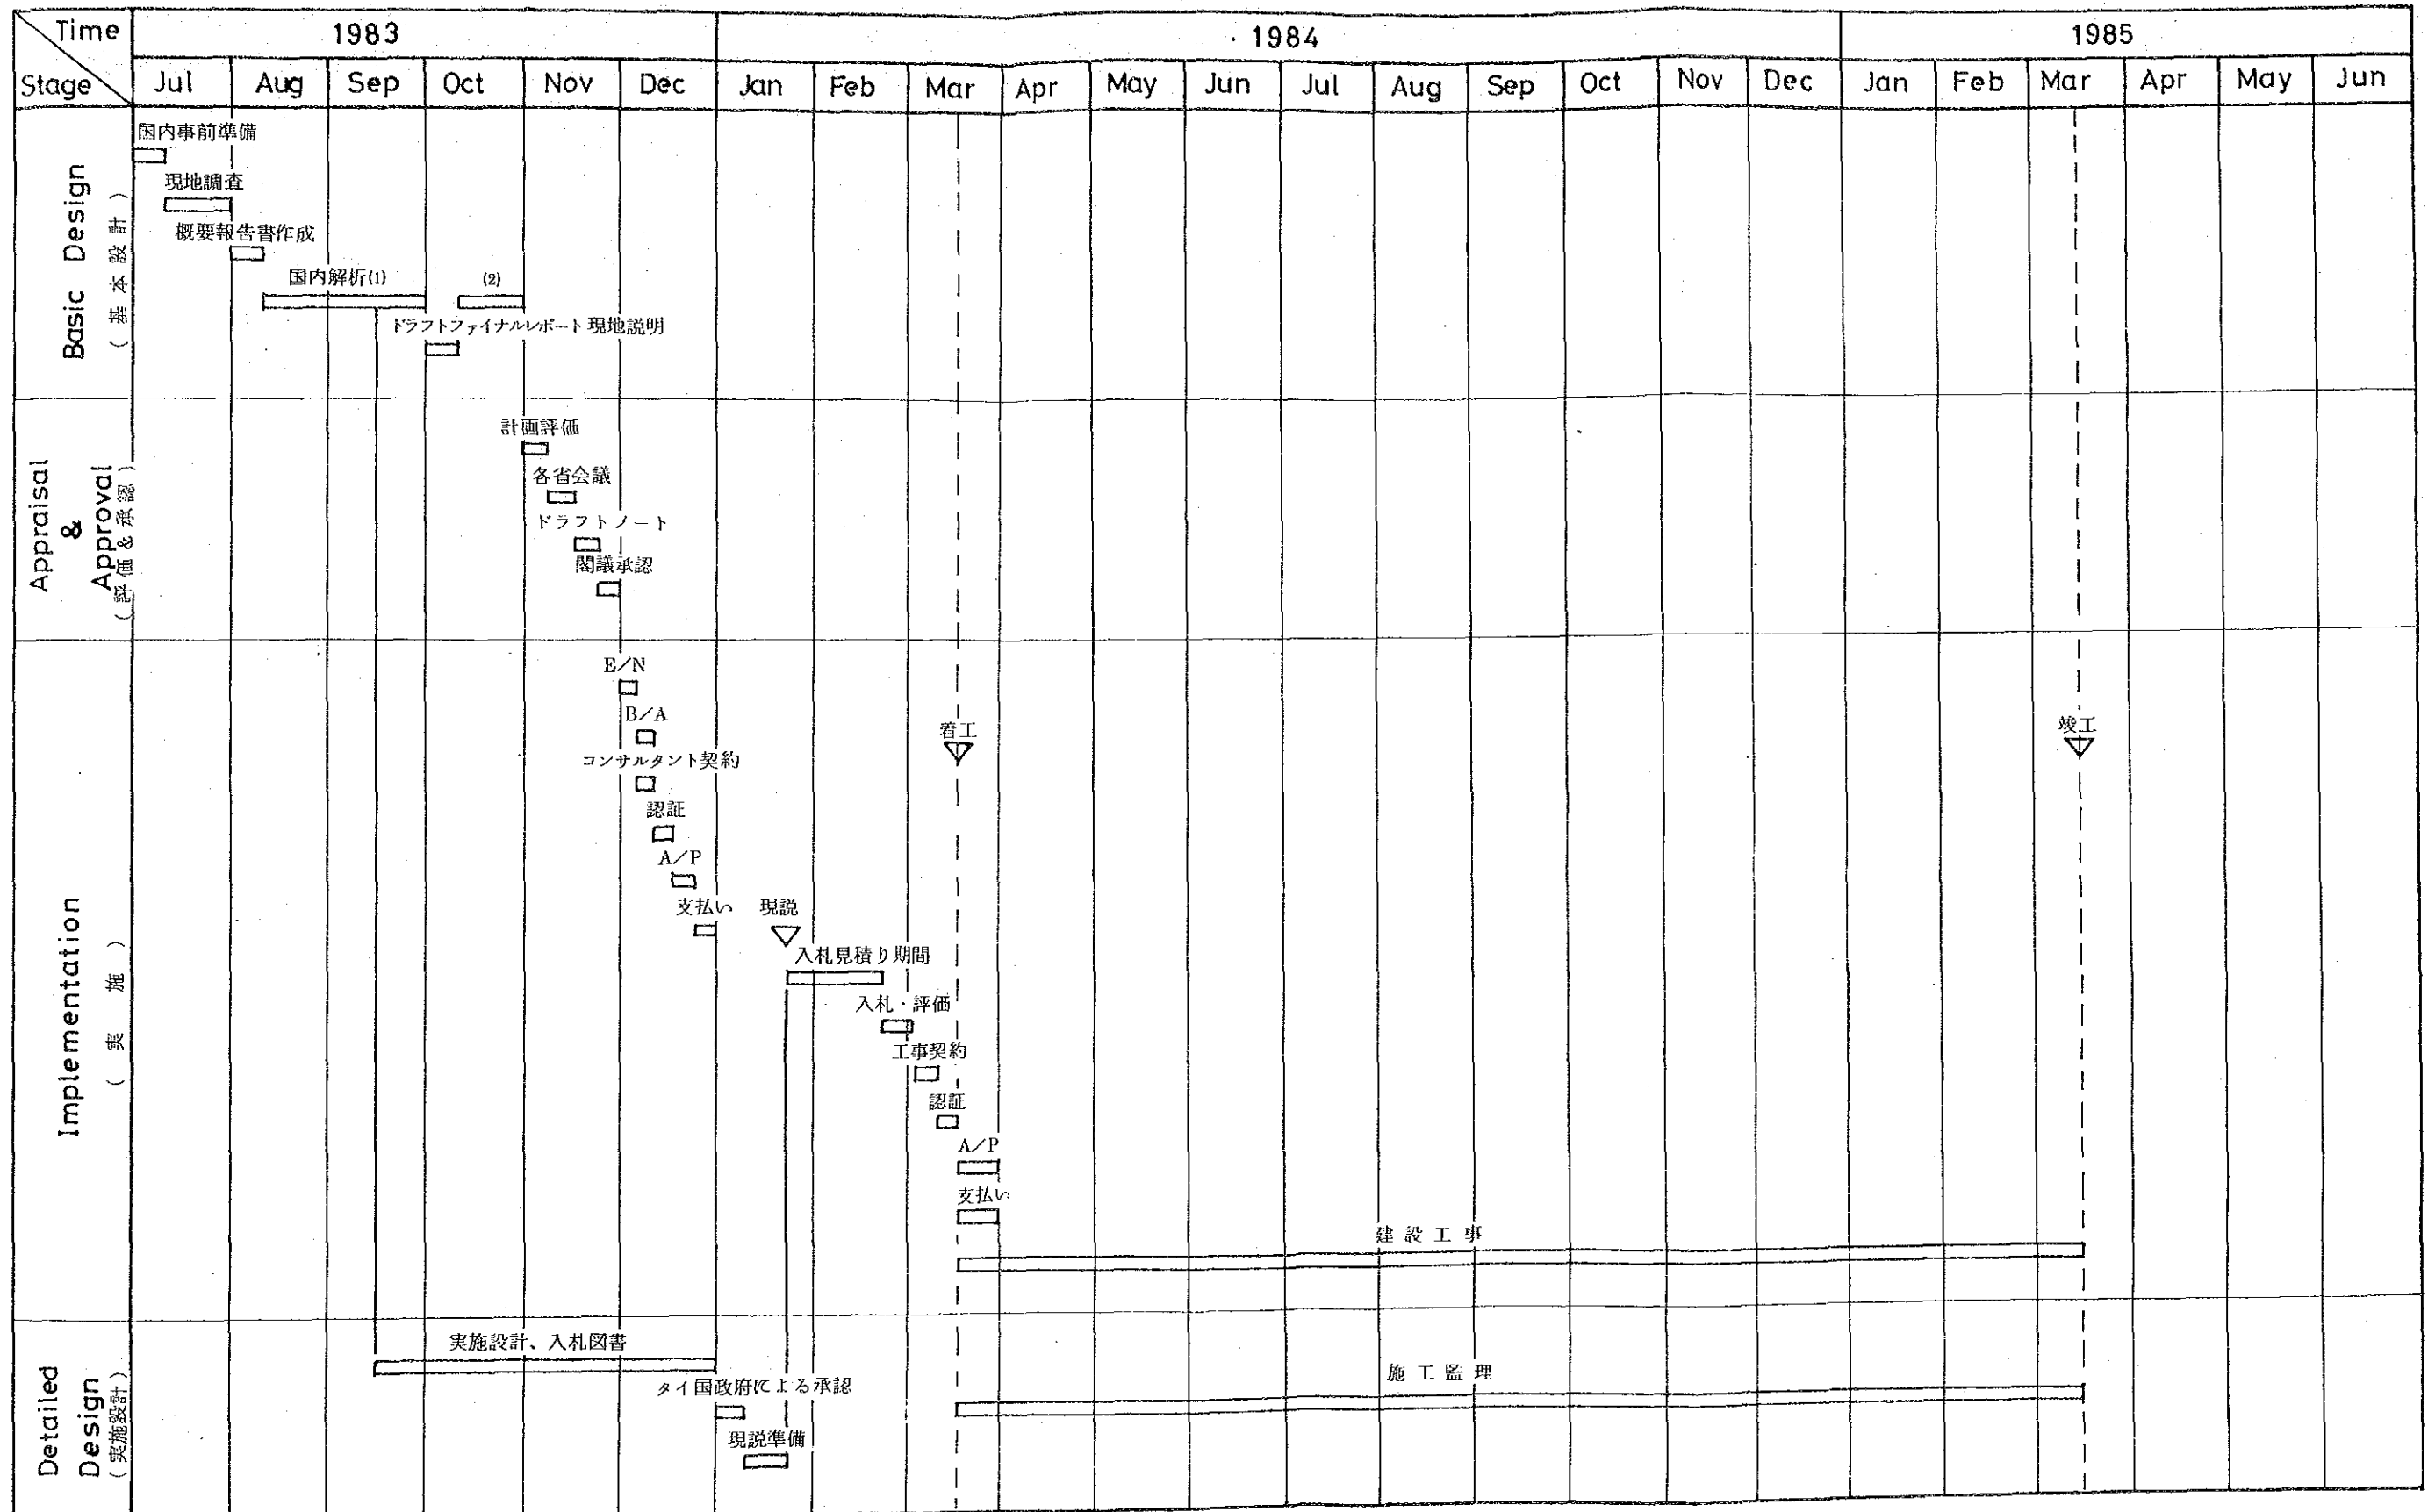 Time
1983
1984
1985
Stage
Jul Aug Sep Oct Nov Dec Jan Feb Mar Apr May Jun Jul Aug Sep Oct Nov Dec Jan Feb Mar Apr May Jun
Basic Design
(基本設計)
国内事前準備
現地調査
概要報告書作成
国内解析(1)
(2)
ドラフトファイナルレポート現地説明
Appraisal
&
Approval
(評価&承認)
計画評価
各省会議
ドラフトノート
閣議承認
Implementation
(実施)
E/N
B/A
着工
竣工
コンサルタント契約
認証
A/P
支払い
現説
入札見積り期間
入札・評価
工事契約
認証
A/P
支払い
建設工事
Detailed
Design
(実施設計)
実施設計、入札図書
施工監理
タイ国政府による承認
現説準備